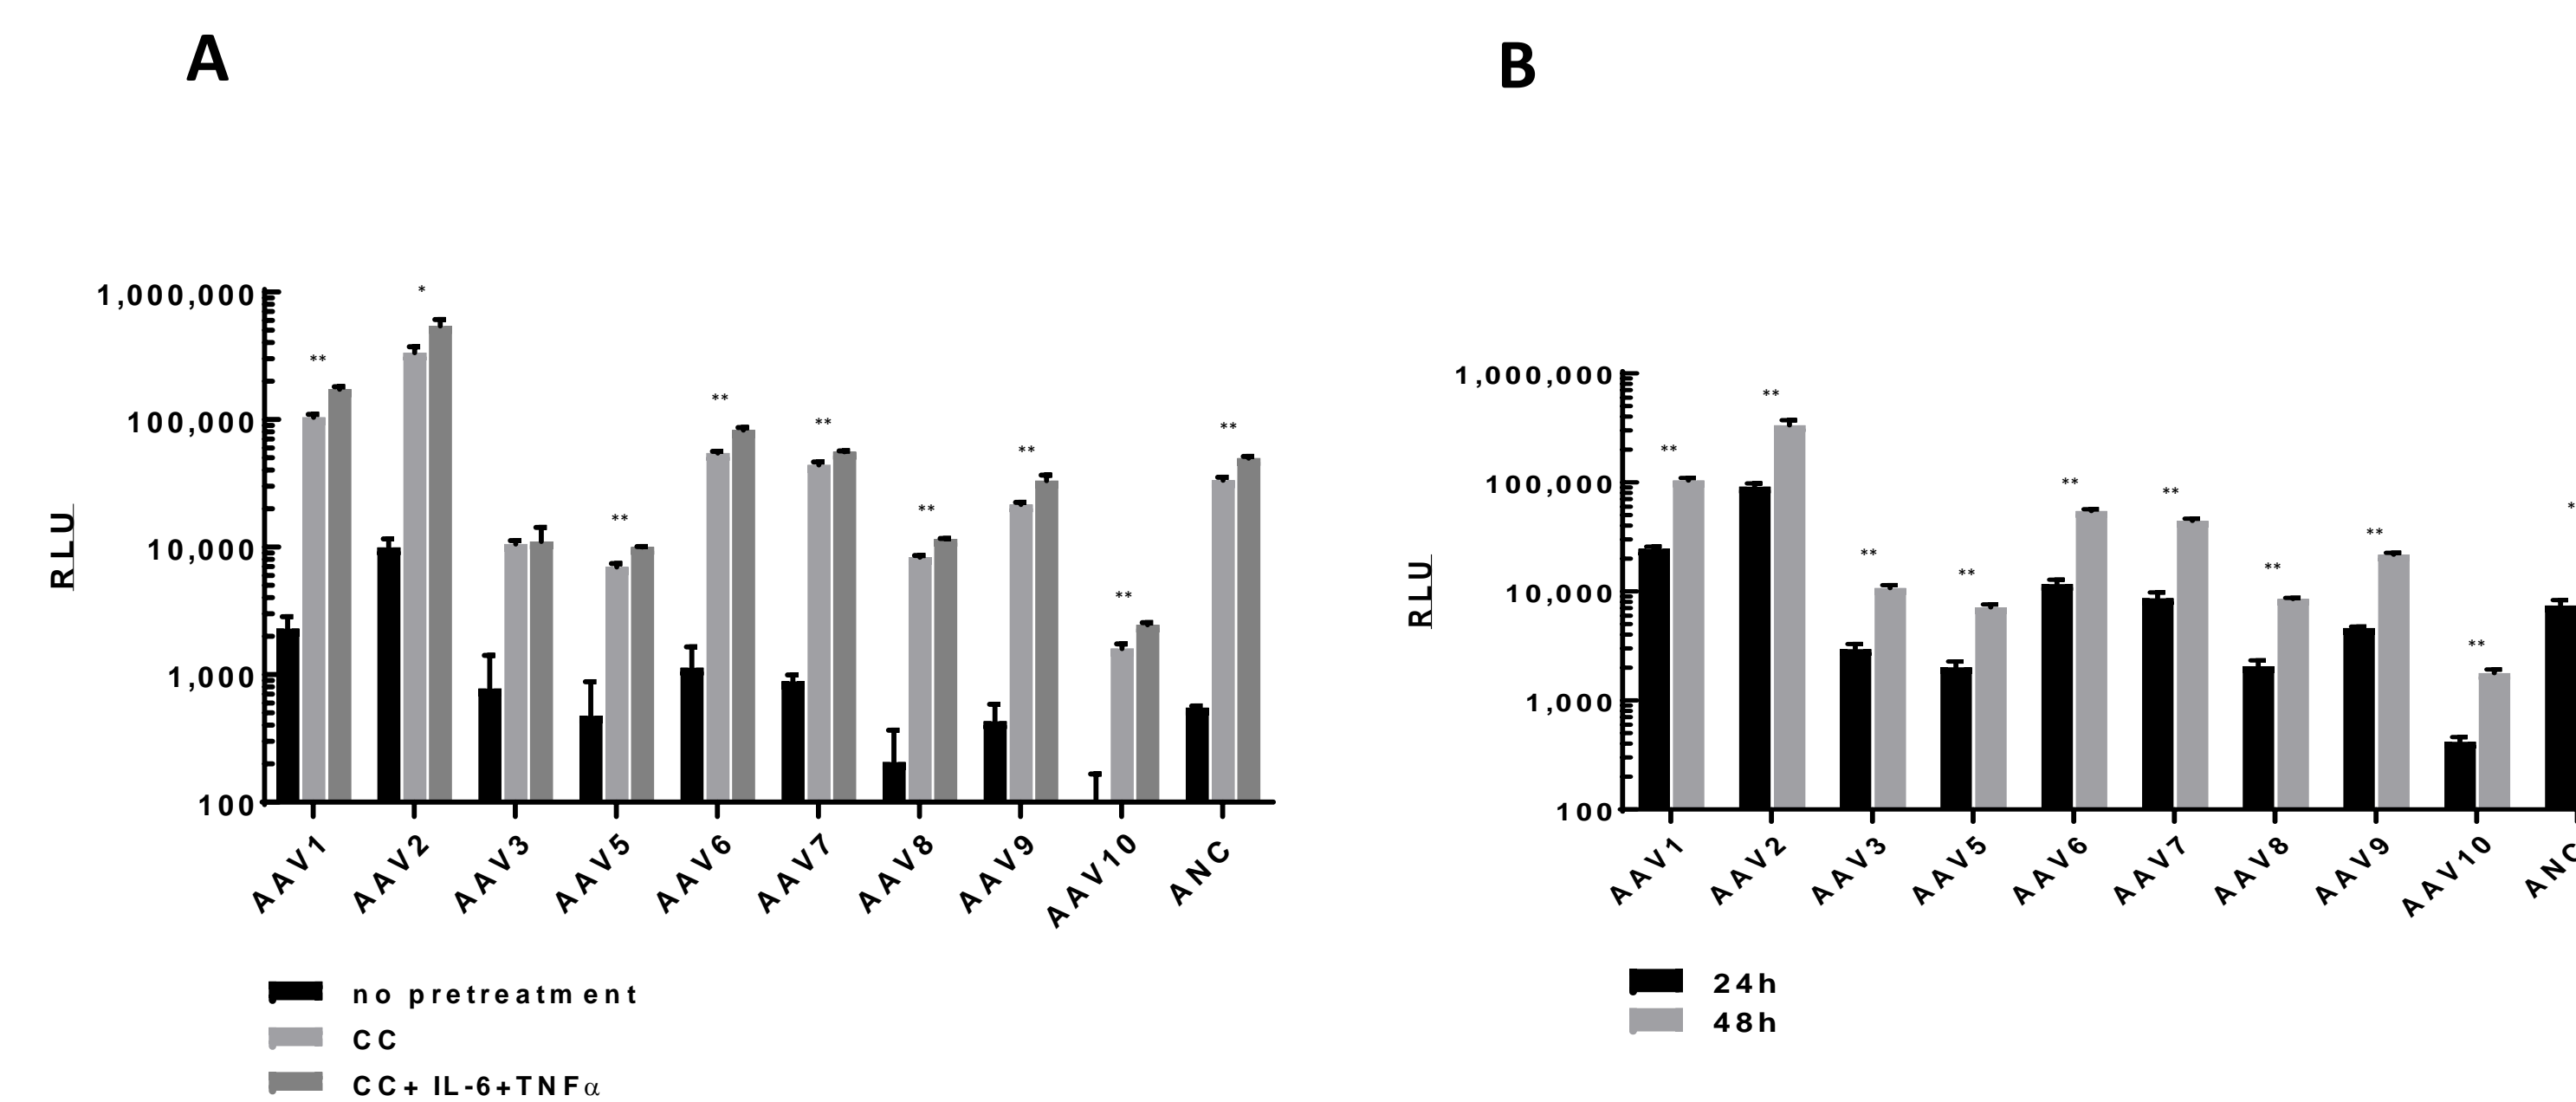 A
B
1,000,000
100,000
10,000
1,000
100
RLU
*
**
**
**
**
**
**
**
**
AAV1
AAV2
AAV3
AAV5
AAV6
AAV7
AAV8
AAV9
AAV10
ANC
no pretreatment
CC
CC+ IL-6+TNFα
1,000,000
100,000
10,000
1,000
100
RLU
**
**
**
**
**
**
**
**
**
*
AAV1
AAV2
AAV3
AAV5
AAV6
AAV7
AAV8
AAV9
AAV10
ANC
24h
48h